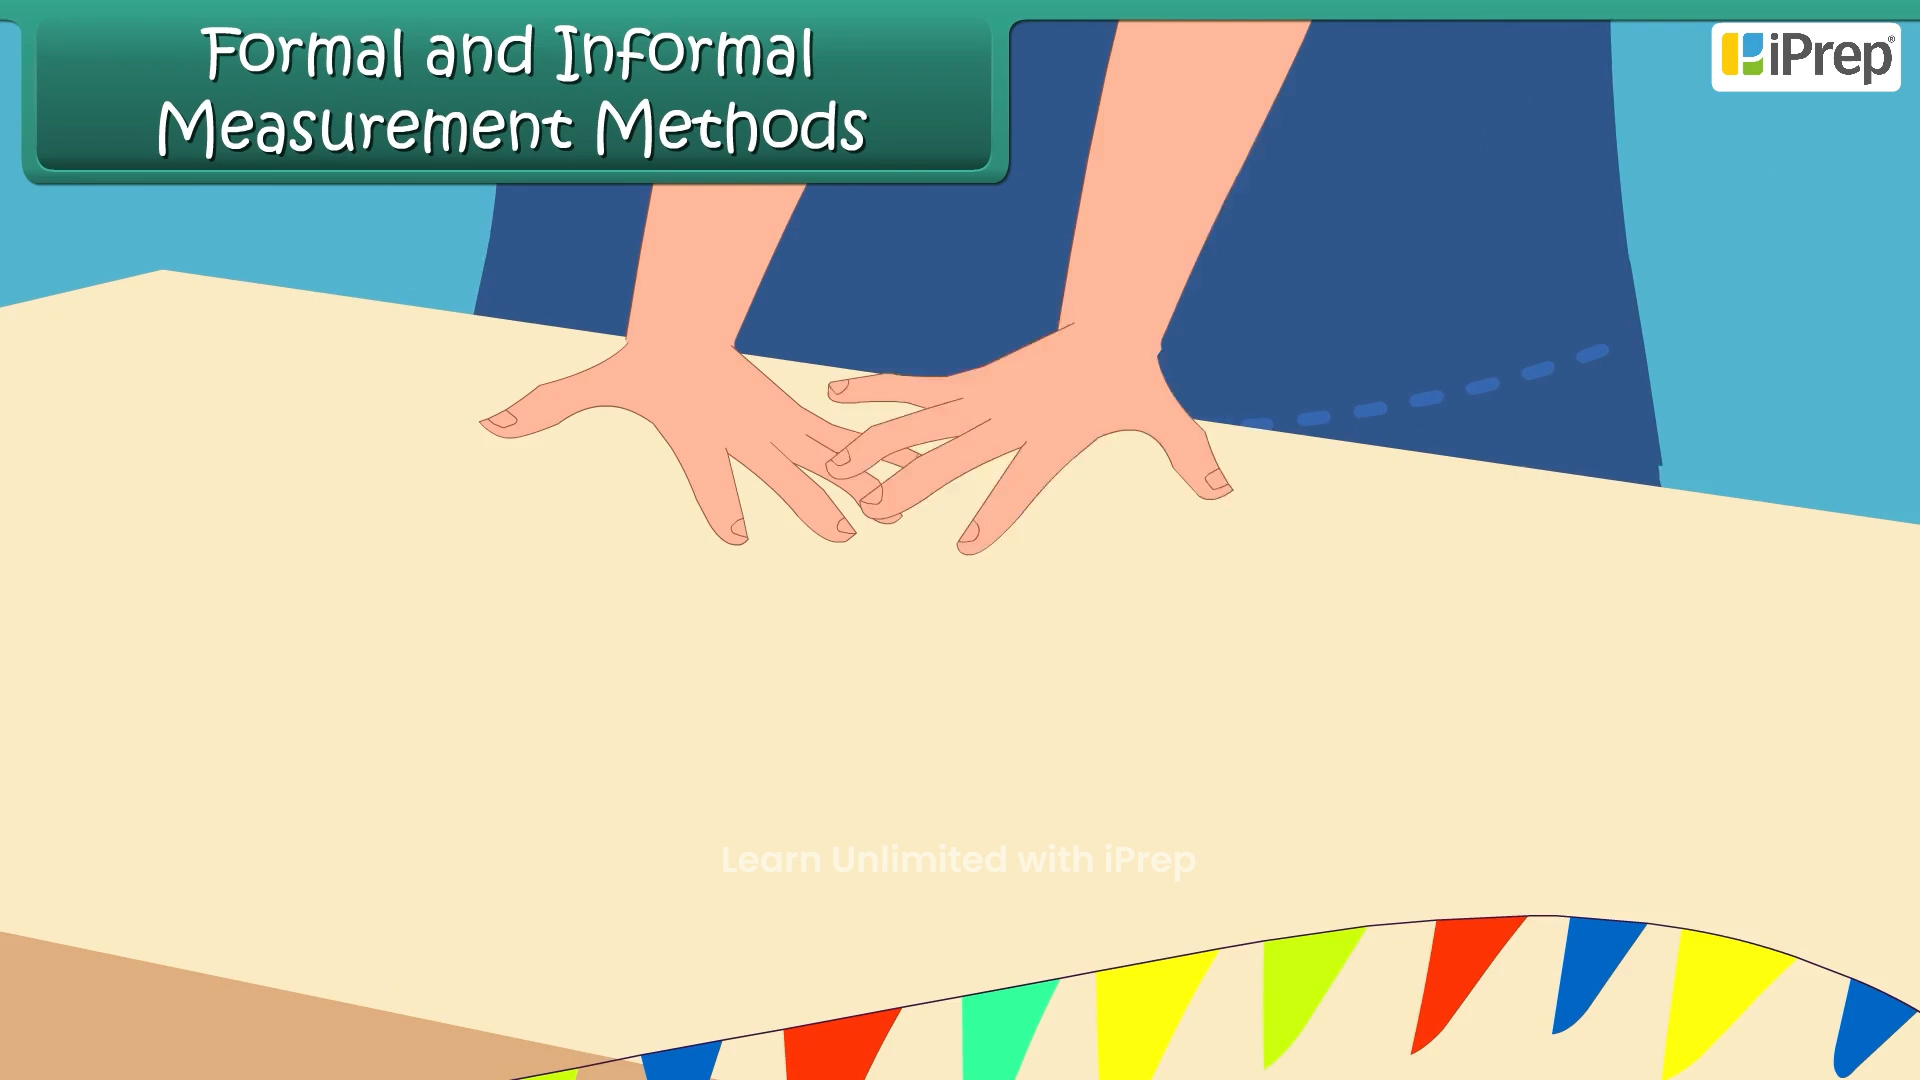 Formal and Informal
Measurement Methods
iPrep®
Learn Unlimited with iPrep